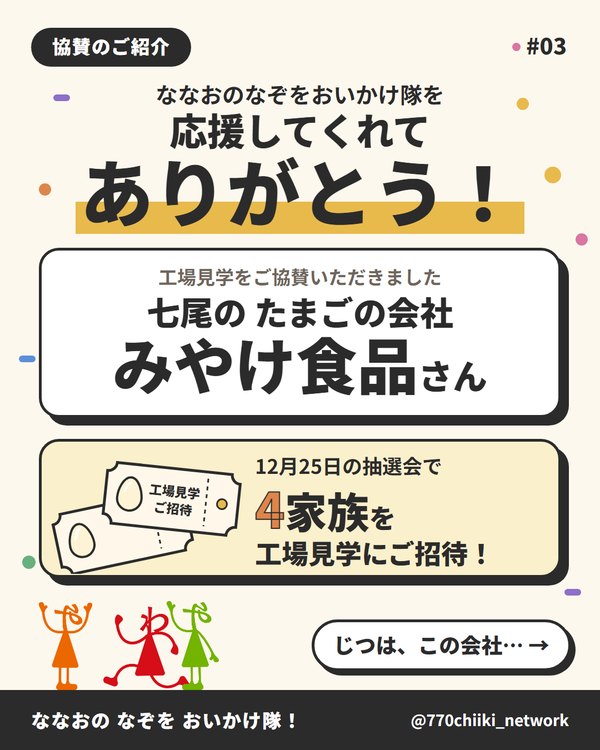 協賛のご紹介
#03
ななおのなぞをおいかけ隊を
応援してくれて
ありがとう！
工場見学をご協賛いただきました
七尾の たまごの会社
みやけ食品さん
工場見学
ご招待
12月25日の抽選会で
4家族を
工場見学にご招待！
じつは、この会社… →
ななおの なぞを おいかけ隊！
@770chiiki_network